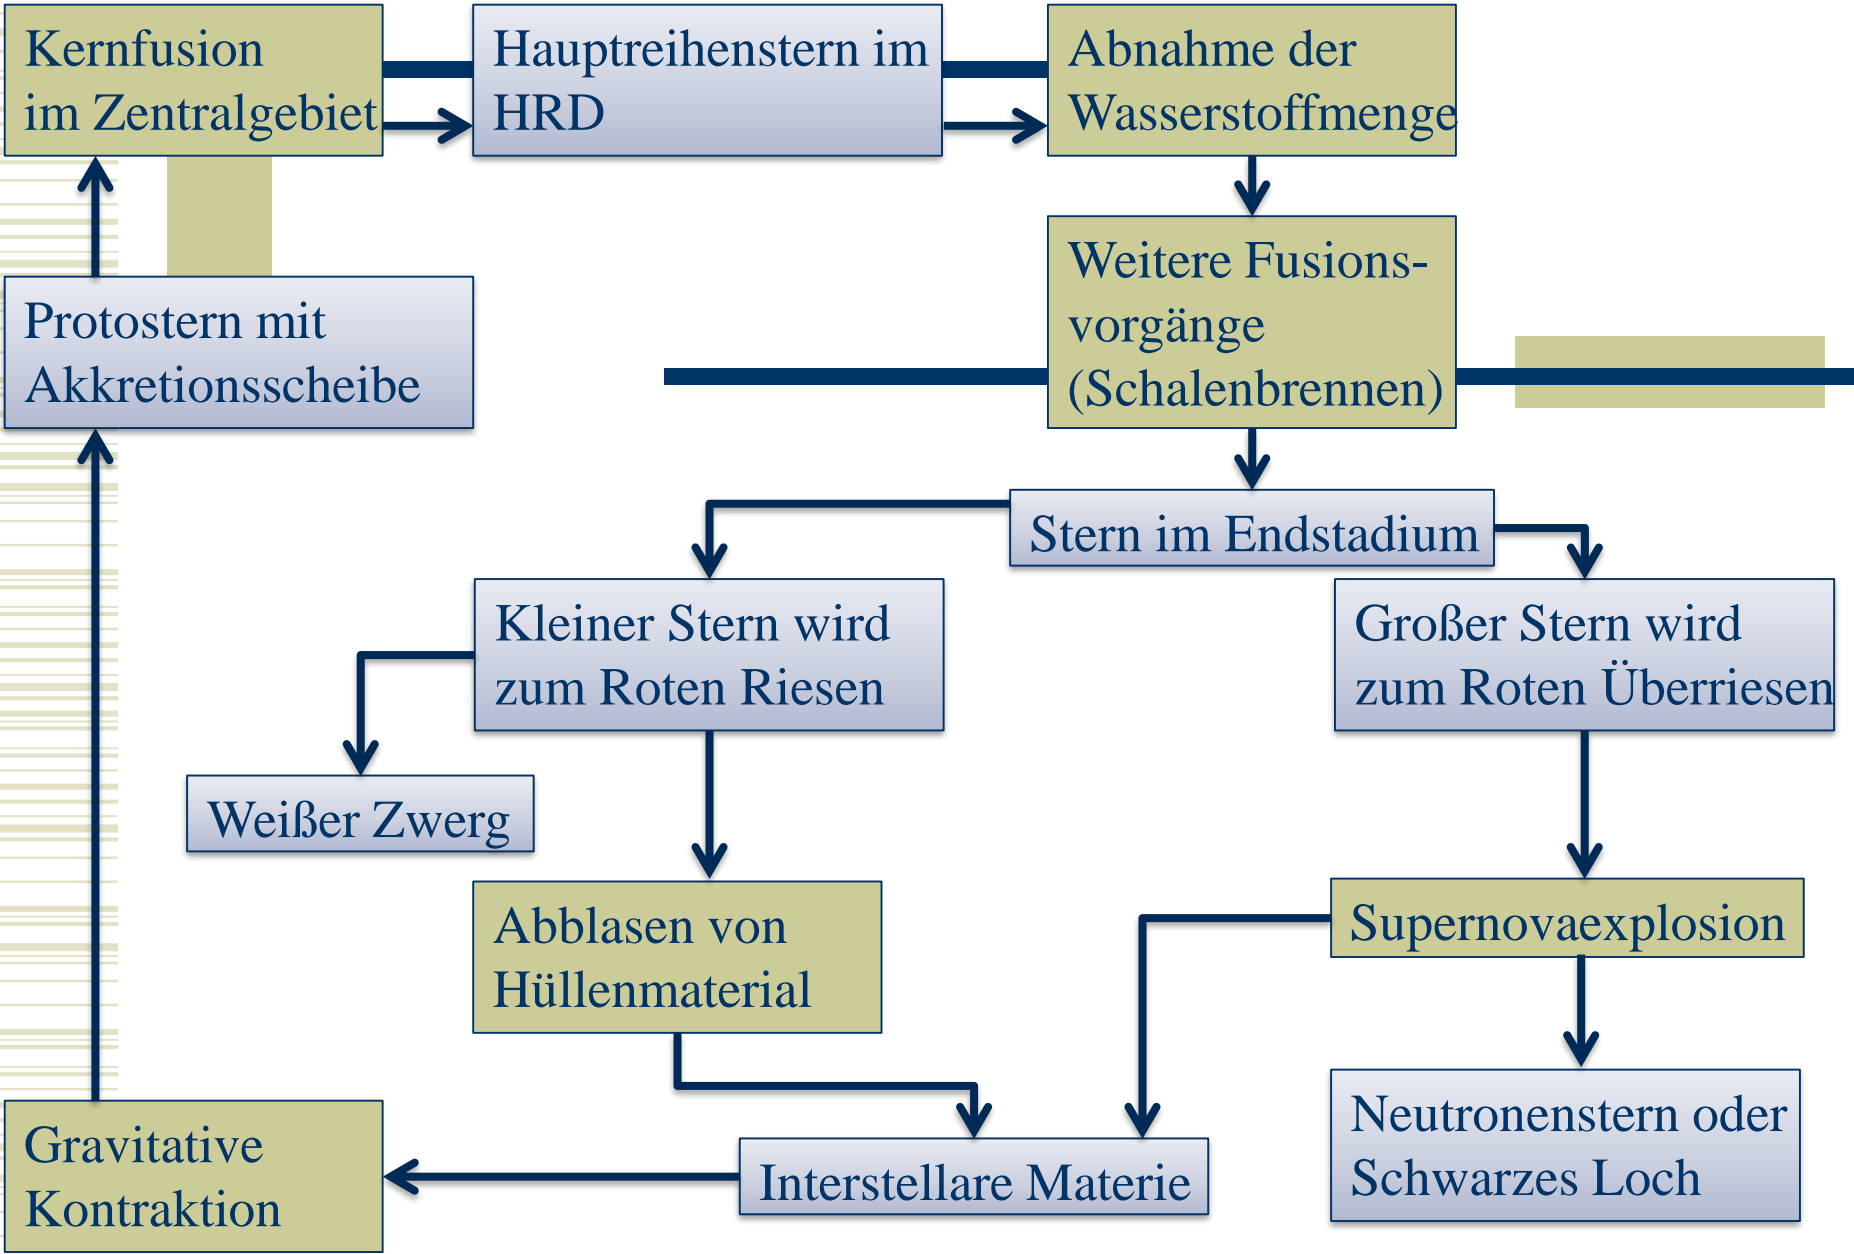 Kernfusion
im Zentralgebiet
Hauptreihenstern im
HRD
Abnahme der
Wasserstoffmenge
Weitere Fusions-
vorgänge
(Schalenbrennen)
Protostern mit
Akkretionsscheibe
Stern im Endstadium
Kleiner Stern wird
zum Roten Riesen
Großer Stern wird
zum Roten Überriesen
Weißer Zwerg
Abblasen von
Hüllenmaterial
Supernovaexplosion
Neutronenstern oder
Schwarzes Loch
Interstellare Materie
Gravitative
Kontraktion